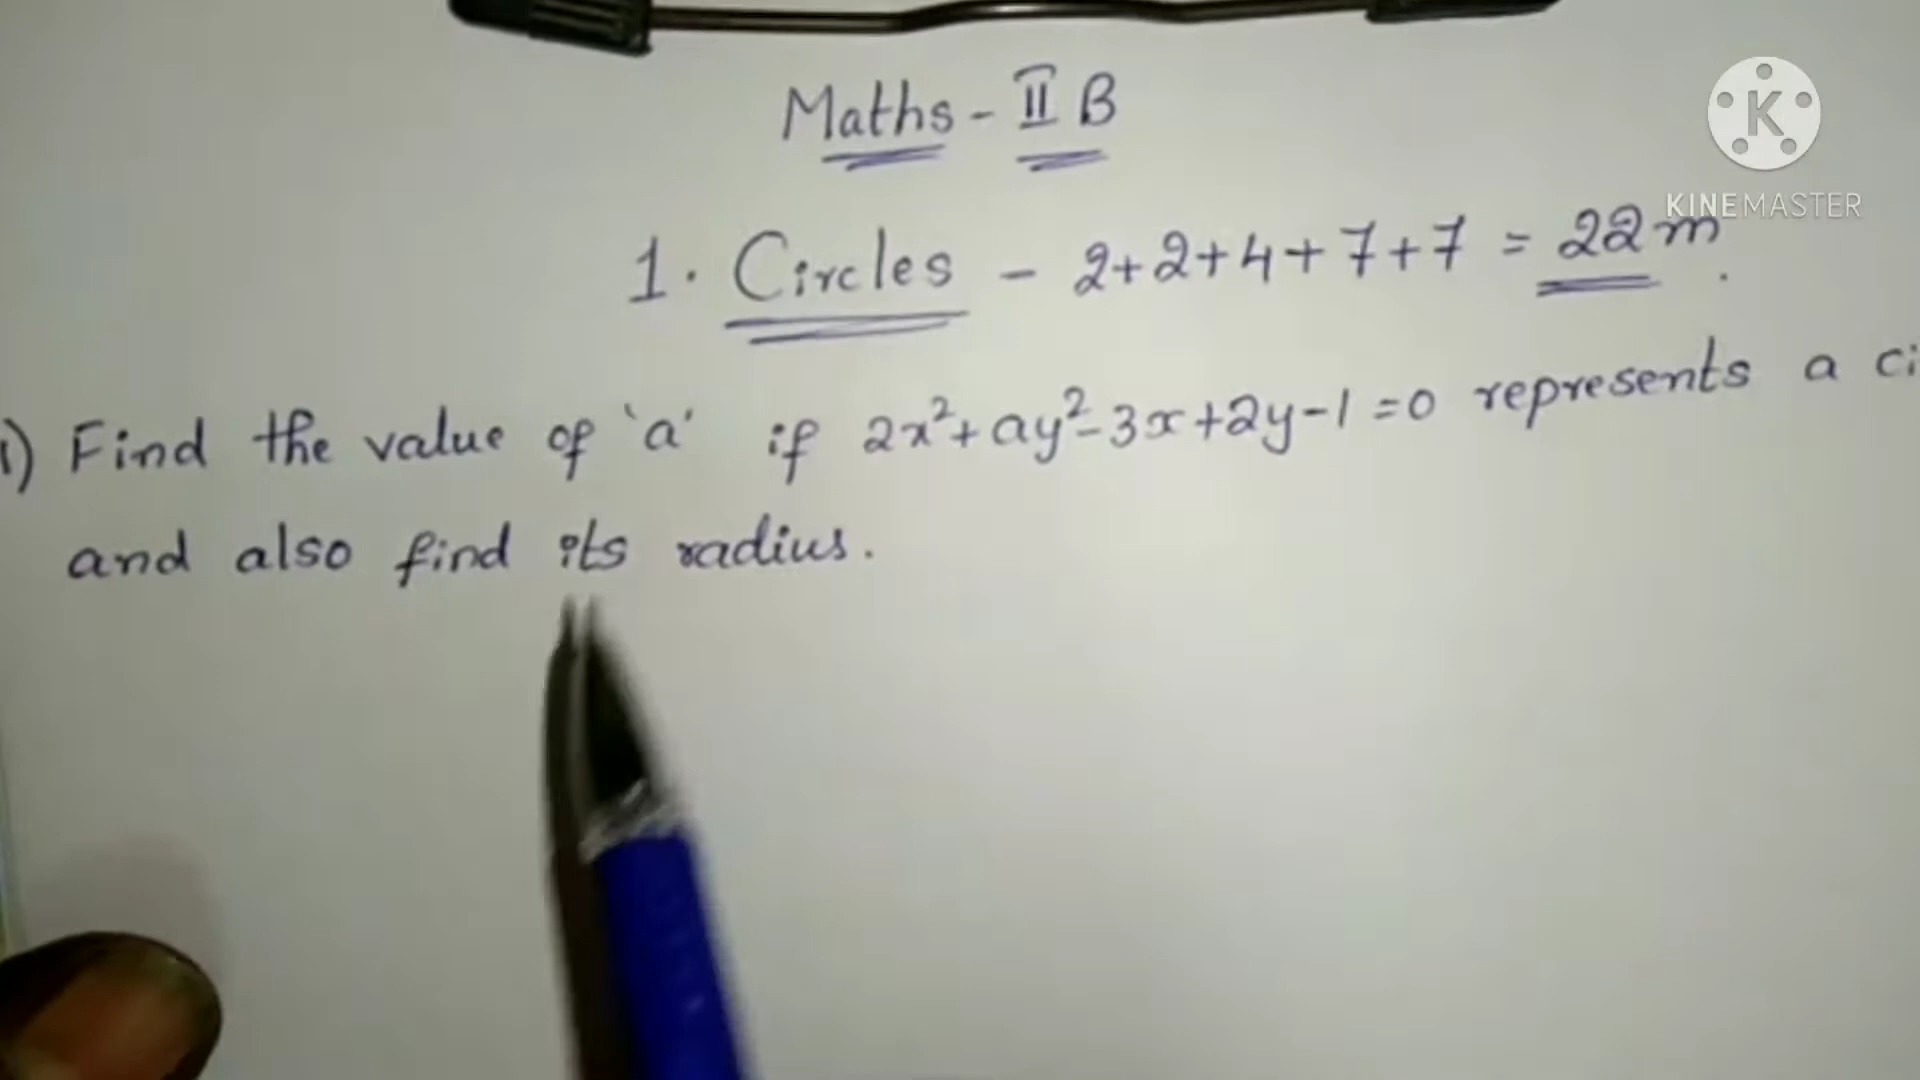 Maths - II B
K
KINEMASTER
1. Circles - 2+2+4+7+7 = 22m.
1) Find the value of 'a' if 2x²+ay²-3x+2y-1=0 represents a ci
and also find its radius.